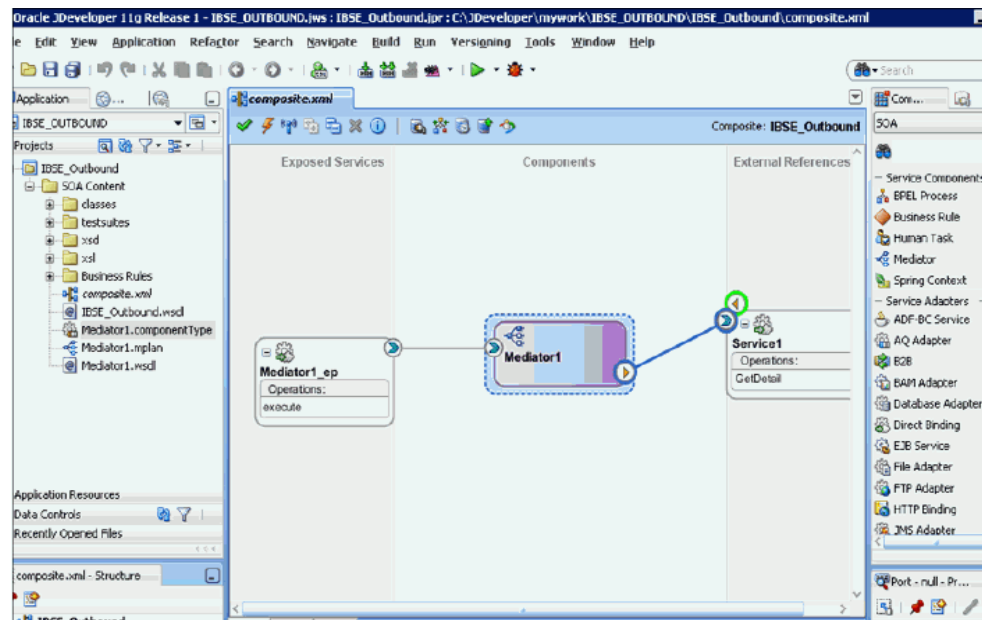 Oracle JDeveloper 11g Release 1 - IBSE_OUTBOUND.jws : IBSE_Outbound.jpr : C:\JDeveloper\mywork\IBSE_OUTBOUND\IBSE_Outbound\composite.xml
Edit View Application Refactor Search Navigate Build Run Versioning Tools Window Help
Search
Application
IBSE_OUTBOUND
Projects
IBSE_Outbound
SOA Content
classes
testsuites
xsd
xsl
Business Rules
composite.xml
IBSE_Outbound.wsdl
Mediator1.componentType
Mediator1.mplan
Mediator1.wsdl
Application Resources
Data Controls
Recently Opened Files
composite.xml - Structure
IBSE_Outbound
composite.xml
Composite: IBSE_Outbound
Exposed Services
Components
External References
Mediator1_ep
Operations:
execute
Mediator1
Service1
Operations:
GetDetail
Com...
SOA
Service Components
BPEL Process
Business Rule
Human Task
Mediator
Spring Context
Service Adapters
ADF-BC Service
AQ Adapter
B2B
BAM Adapter
Database Adapter
Direct Binding
EJB Service
File Adapter
FTP Adapter
HTTP Binding
JMS Adapter
Port - null - Pr...